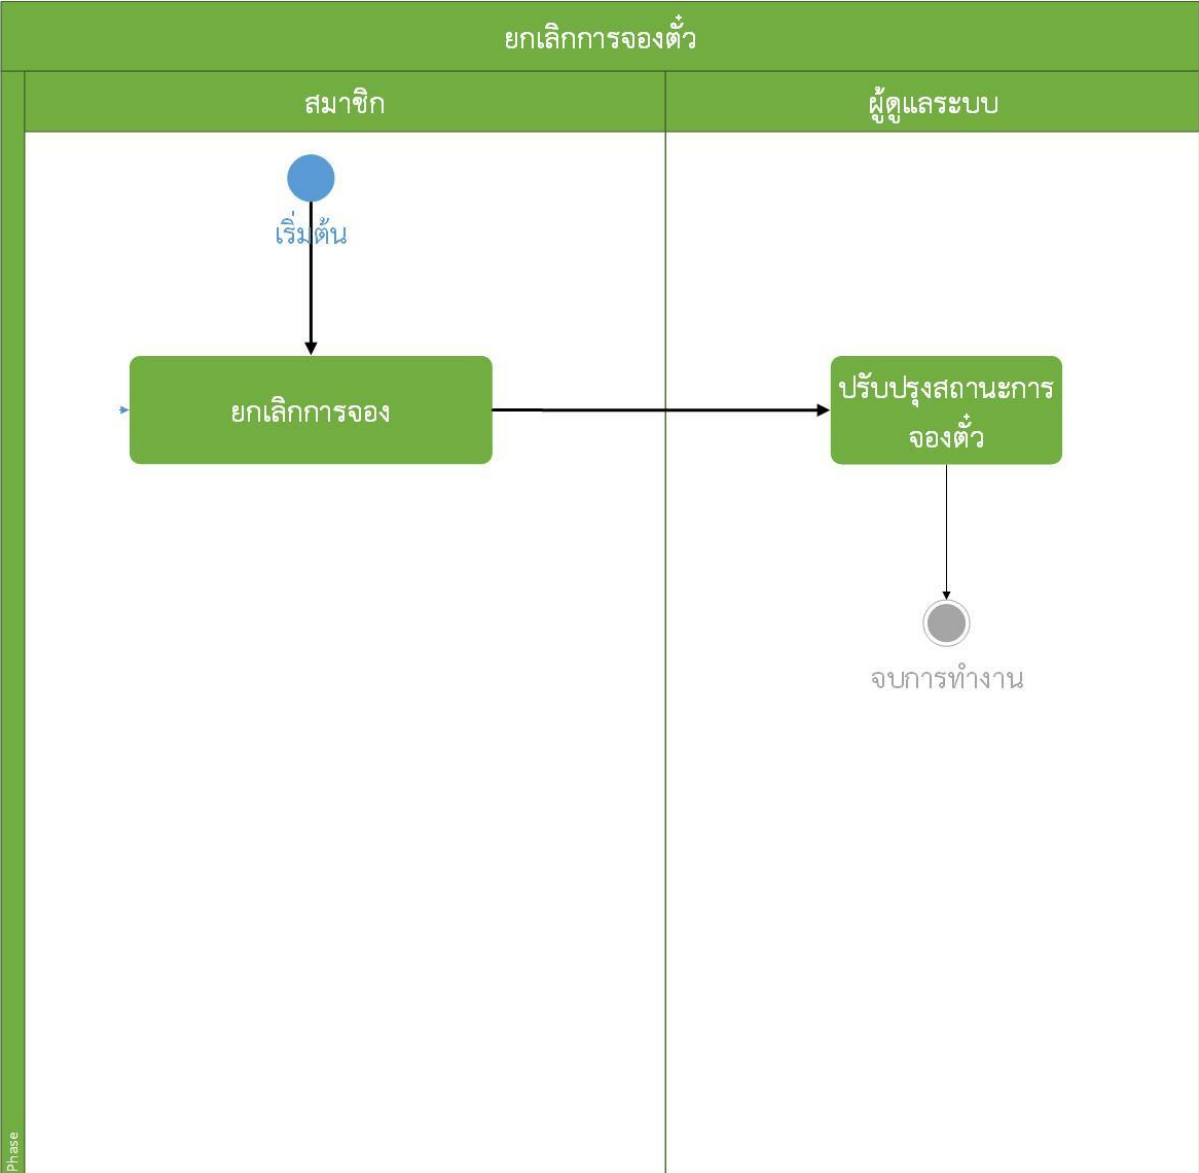 ยกเลิกการจองตั๋ว
สมาชิก
ผู้ดูแลระบบ
เริ่มต้น
ยกเลิกการจอง
ปรับปรุงสถานะการ
จองตั๋ว
จบการทำงาน
Phase